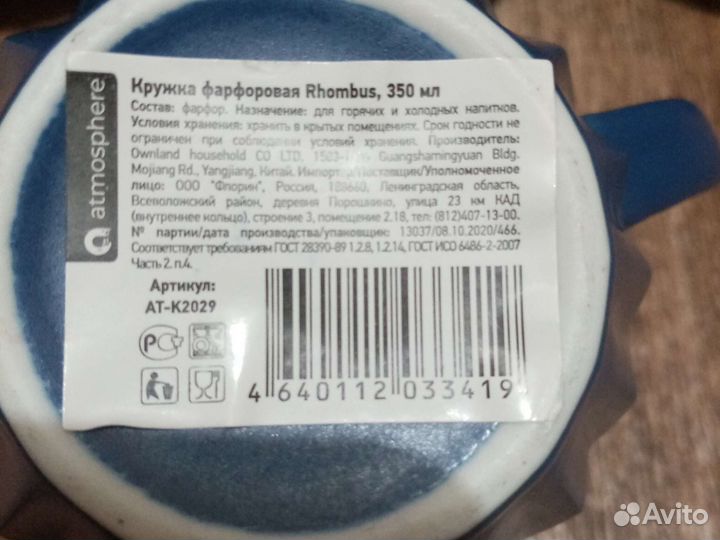 atmosphere
Кружка фарфоровая Rhombus, 350 мл
Состав: фарфор. Назначение: для горячих и холодных напитков.
Условия хранения: хранить в крытых помещениях. Срок годности не
ограничен при соблюдении условий хранения. Производитель:
Ownland household CO LTD. Guangshamingyuan Bldg.
Mojiang Rd., Yangjiang, Китай. Импортер/Поставщик/Уполномоченное
лицо: ООО "Флорин", Россия, 188660, Ленинградская область,
Всеволожский район, деревня Порошкино, улица 23 км КАД
(внутреннее кольцо), строение 3, помещение 2.18, тел: (812)407-13-00.
№ партии/дата производства/упаковщик: 13037/08.10.2020/466.
Соответствует требованиям ГОСТ 28390-89 1.2.8, 1.2.14, ГОСТ ИСО 6486-2-2007
Часть 2. п.4.
Артикул:
AT-K2029
РСТ
4 640112 033419
Avito